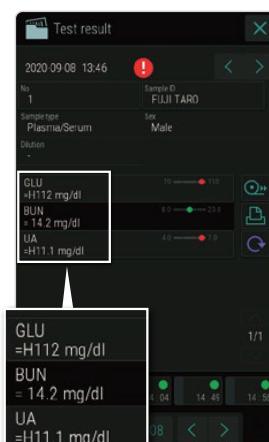 Test result
2020-09-08 13:46
No
1
Sample ID
FUJI TARO
Sample type
Plasma/Serum
Sex
Male
Dilution
-
GLU
=H112 mg/dl
70 110
BUN
= 14.2 mg/dl
8.0 23.0
UA
=H11.1 mg/dl
4.0 7.0
1/1
GLU
=H112 mg/dl
BUN
= 14.2 mg/dl
UA
=H11.1 mg/dl
04
14 49
08